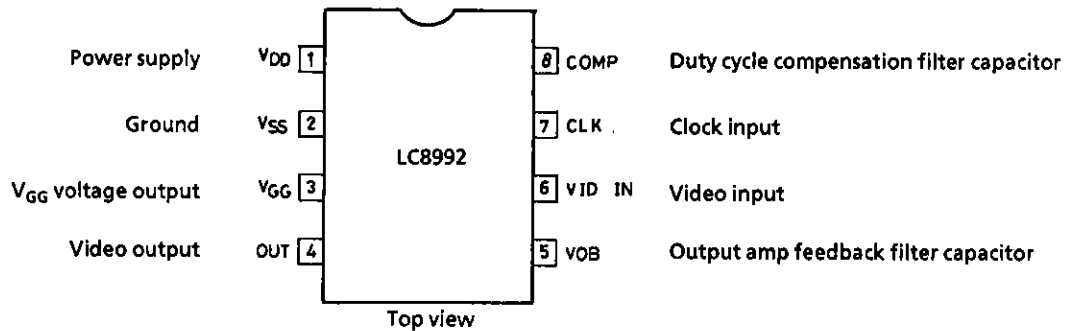 Power supply VDD 1 8 COMP Duty cycle compensation filter capacitor
Ground VSS 2 7 CLK Clock input
LC8992
VGG voltage output VGG 3 6 VID IN Video input
Video output OUT 4 5 VOB Output amp feedback filter capacitor
Top view